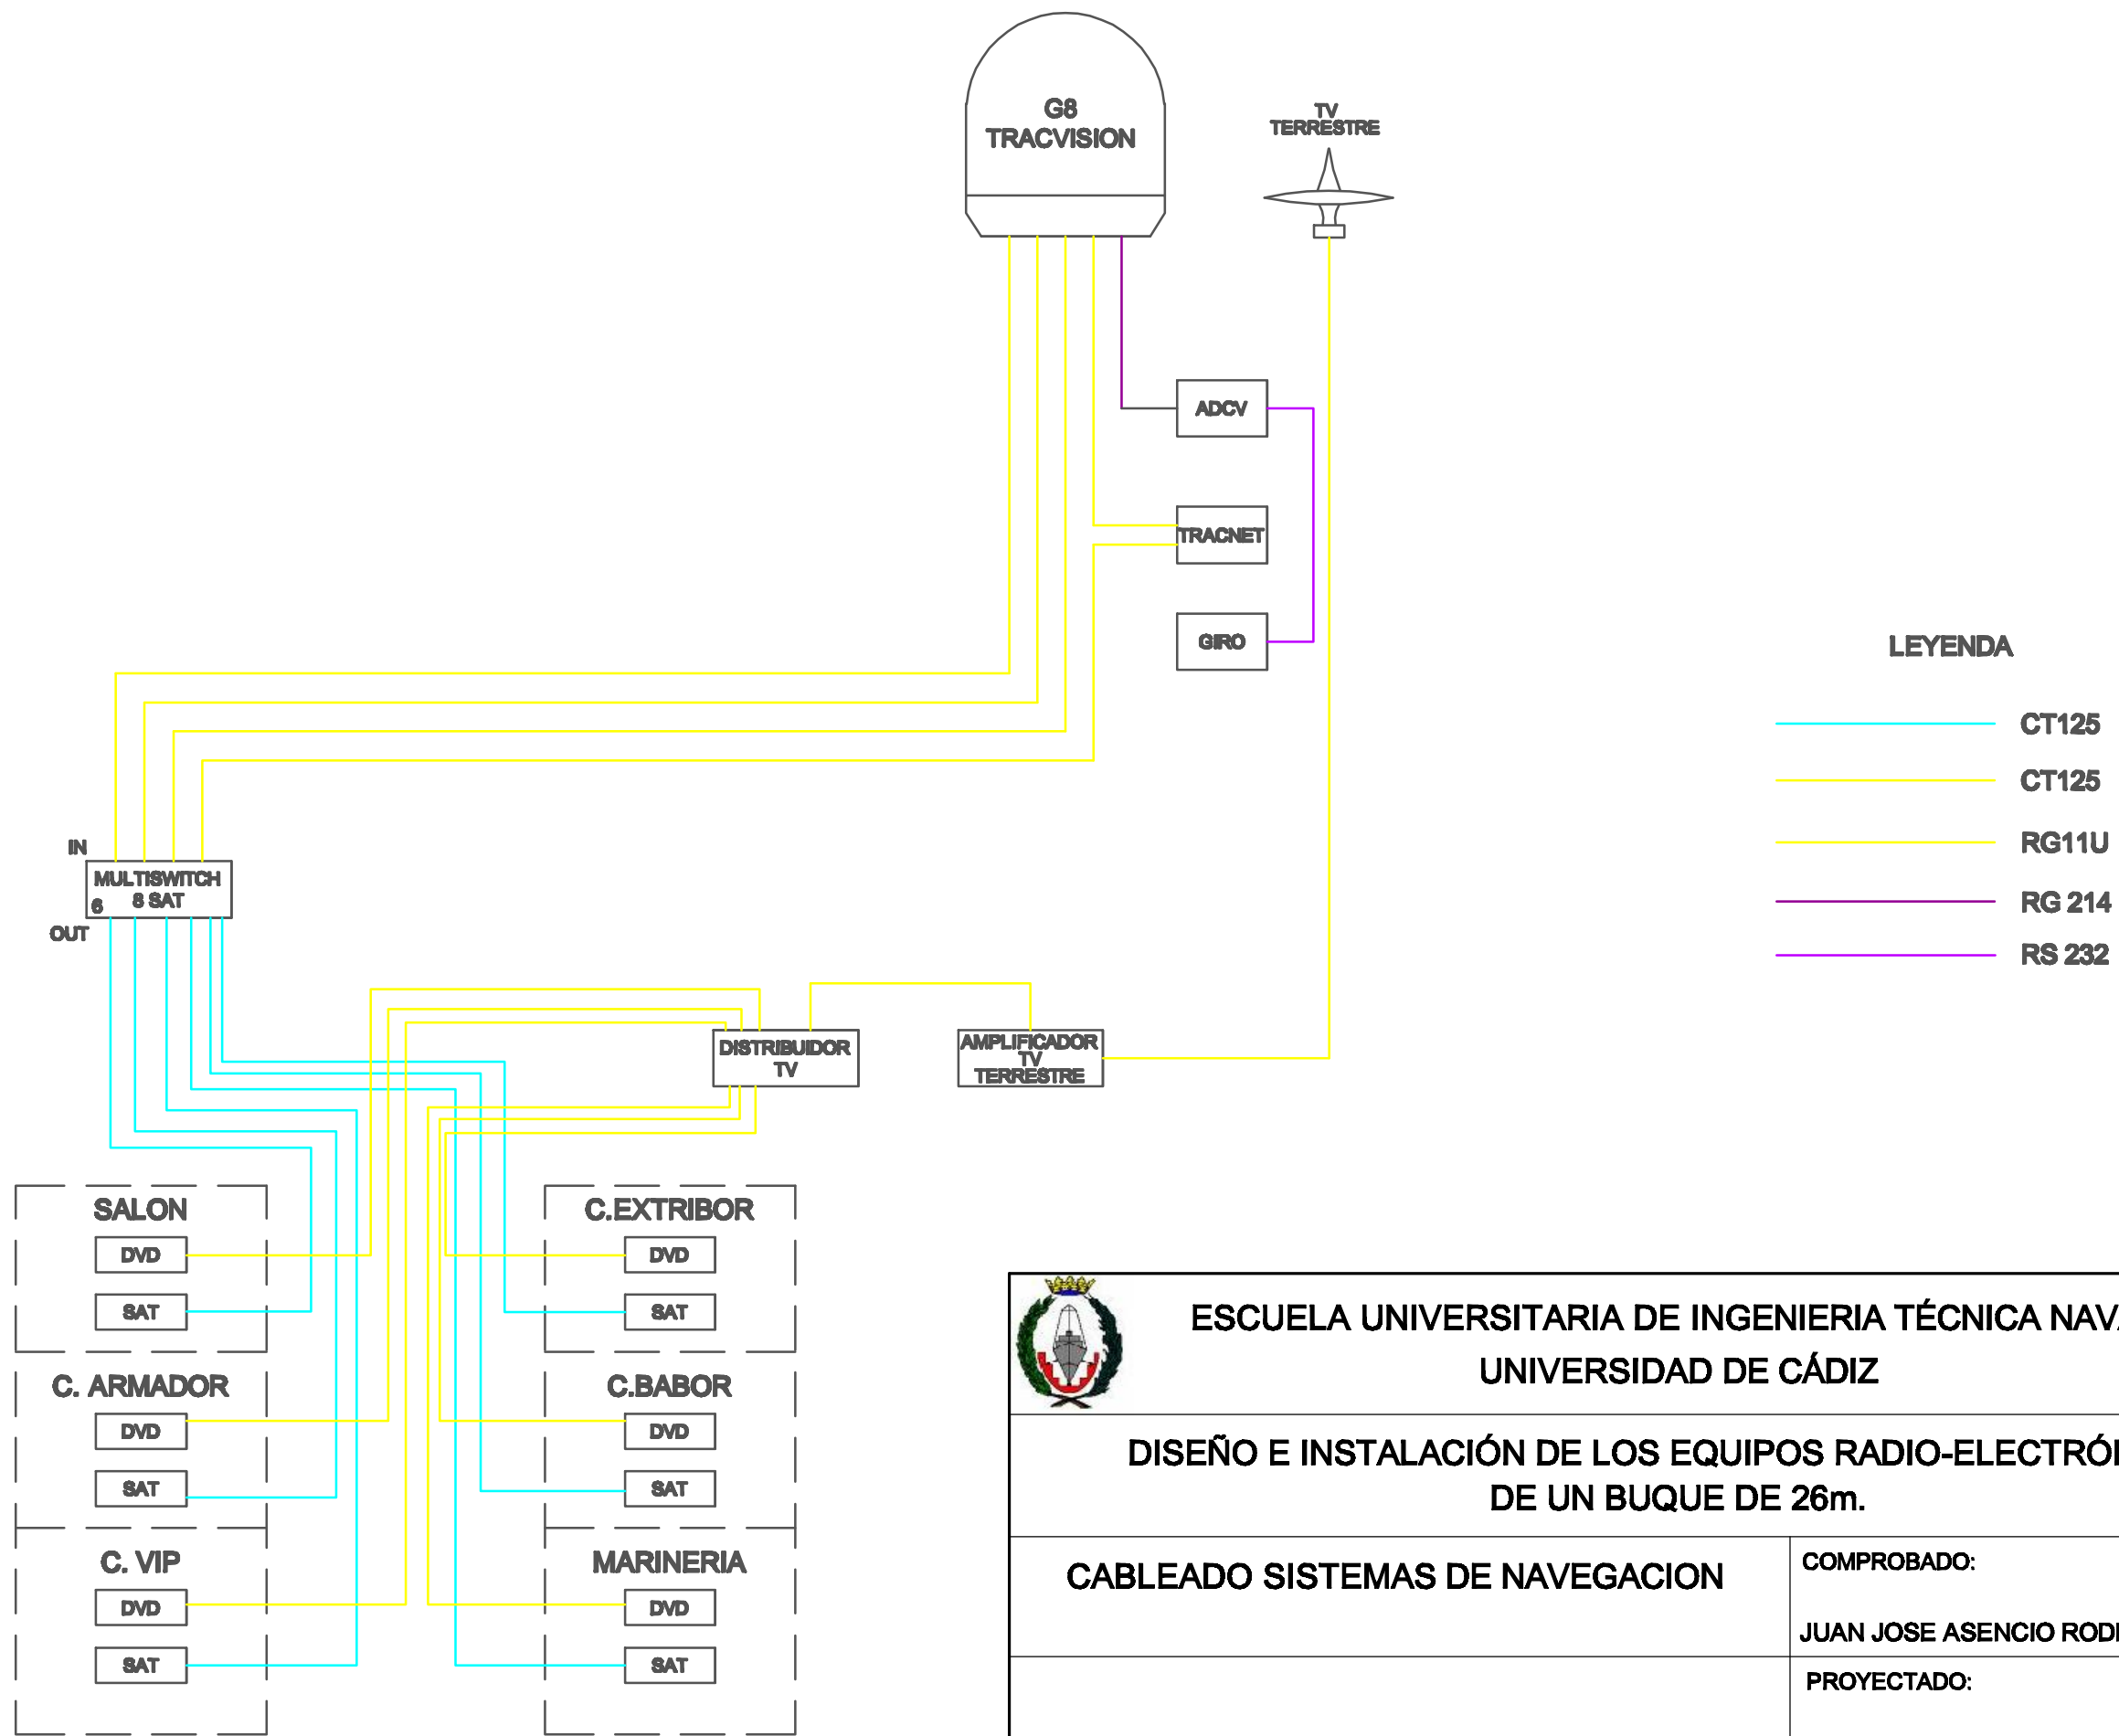 G8
TRACVISION
TV
TERRESTRE
ADCV
TRACNET
GIRO
LEYENDA
CT125
CT125
RG11U
RG 214
RS 232
IN
MULTISWITCH
6 8 SAT
OUT
DISTRIBUIDOR
TV
AMPLIFICADOR
TV
TERRESTRE
SALON
DVD
SAT
C.EXTRIBOR
DVD
SAT
C. ARMADOR
DVD
SAT
C.BABOR
DVD
SAT
C. VIP
DVD
SAT
MARINERIA
DVD
SAT
ESCUELA UNIVERSITARIA DE INGENIERIA TÉCNICA
UNIVERSIDAD DE CÁDIZ
DISEÑO E INSTALACIÓN DE LOS EQUIPOS
DE UN BUQUE DE 26m.
CABLEADO SISTEMAS DE NAVEGACION
COMPROBADO:
JUAN JOSE ASENCIO
PROYECTADO: